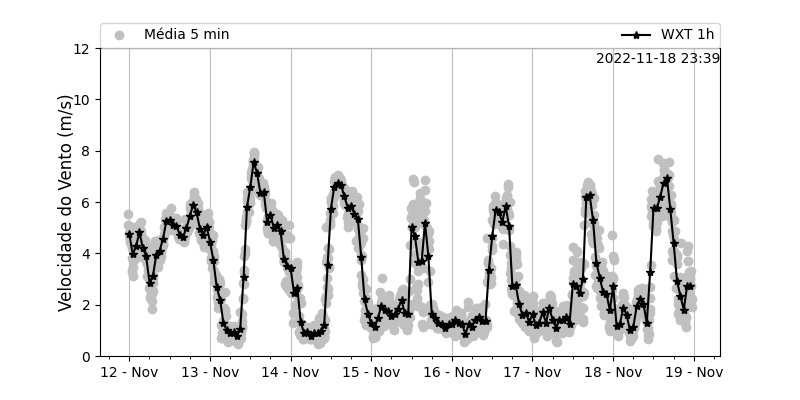 Média 5 min
WXT 1h
2022-11-18 23:39
Velocidade do Vento (m/s)
12
10
8
6
4
2
0
12 - Nov
13 - Nov
14 - Nov
15 - Nov
16 - Nov
17 - Nov
18 - Nov
19 - Nov